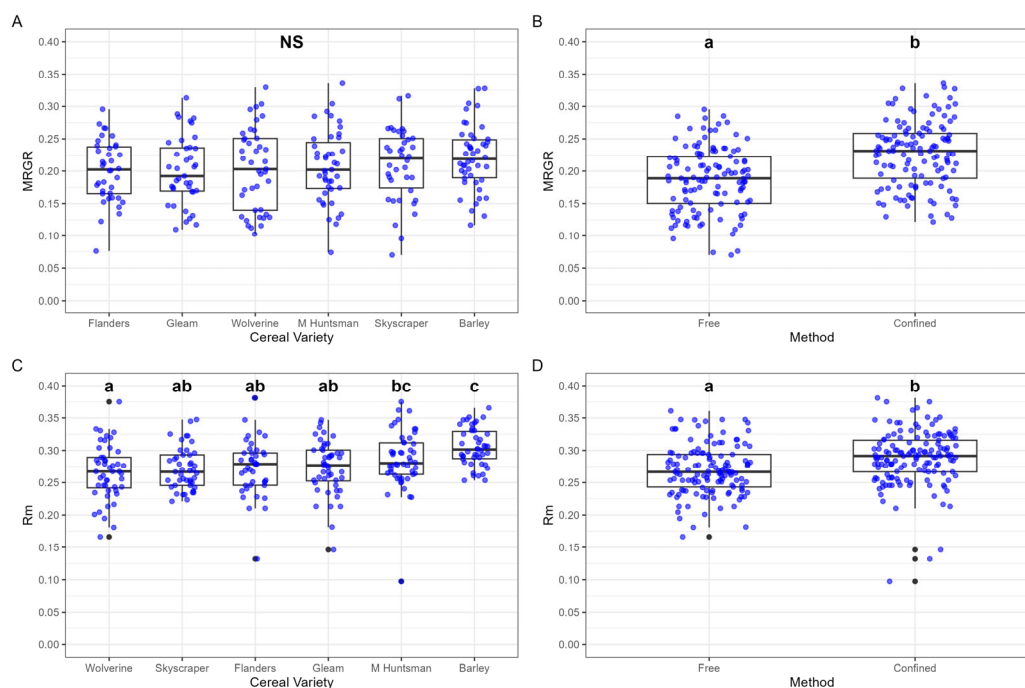 A
NS
MRGR
0.40
0.35
0.30
0.25
0.20
0.15
0.10
0.05
0.00
Flanders Gleam Wolverine M Huntsman Skyscraper Barley
Cereal Variety
B
a b
MRGR
0.40
0.35
0.30
0.25
0.20
0.15
0.10
0.05
0.00
Free Confined
Method
C
a ab ab ab bc c
Rm
0.40
0.35
0.30
0.25
0.20
0.15
0.10
0.05
0.00
Wolverine Skyscraper Flanders Gleam M Huntsman Barley
Cereal Variety
D
a b
Rm
0.40
0.35
0.30
0.25
0.20
0.15
0.10
0.05
0.00
Free Confined
Method